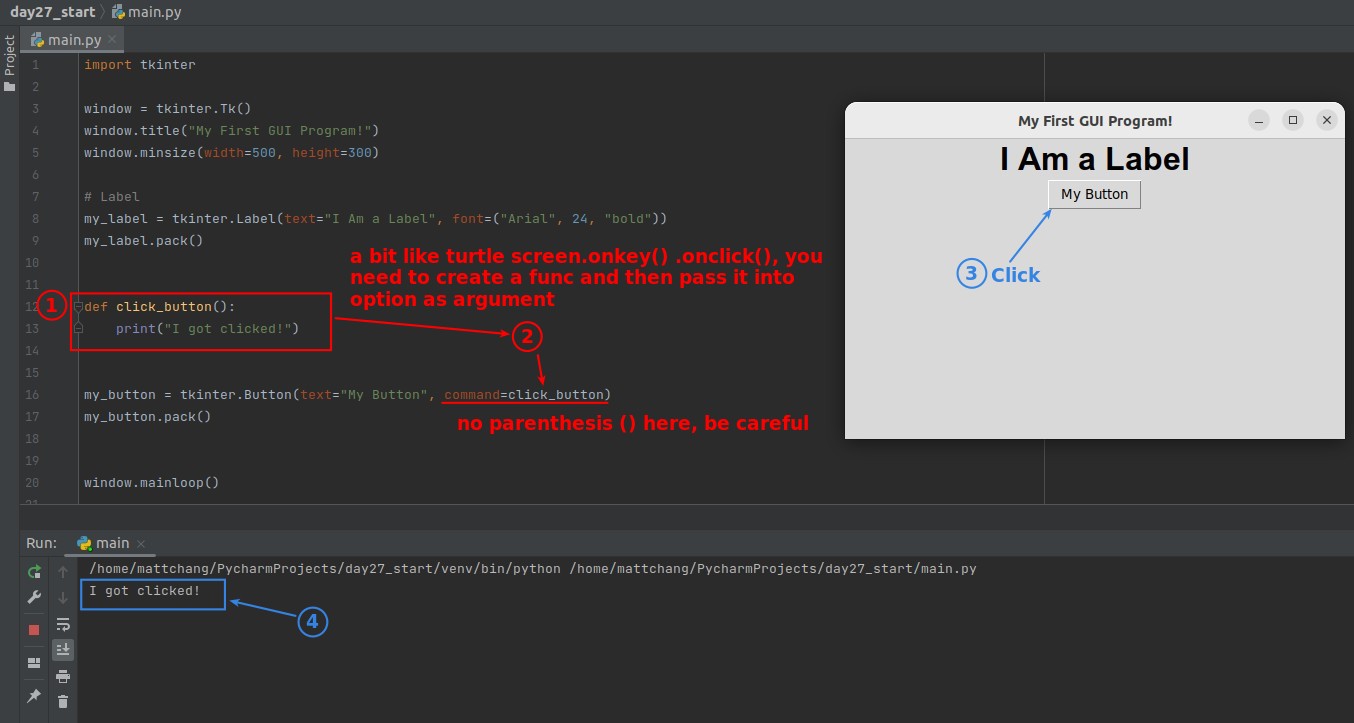 day27_start
main.py
main.py
Project
1 import tkinter
2
3 window = tkinter.Tk()
4 window.title("My First GUI Program!")
5 window.minsize(width=500, height=300)
6
7 # Label
8 my_label = tkinter.Label(text="I Am a Label", font=("Arial", 24, "bold"))
9 my_label.pack()
10
11
12 def click_button():
13 print("I got clicked!")
14
15
16 my_button = tkinter.Button(text="My Button", command=click_button)
17 my_button.pack()
18
19
20 window.mainloop()
21
1
a bit like turtle screen.onkey() .onclick(), you
need to create a func and then pass it into
option as argument
2
no parenthesis () here, be careful
My First GUI Program!
I Am a Label
My Button
3 Click
Run: main
/home/mattchang/PycharmProjects/day27_start/venv/bin/python /home/mattchang/PycharmProjects/day27_start/main.py
I got clicked!
4